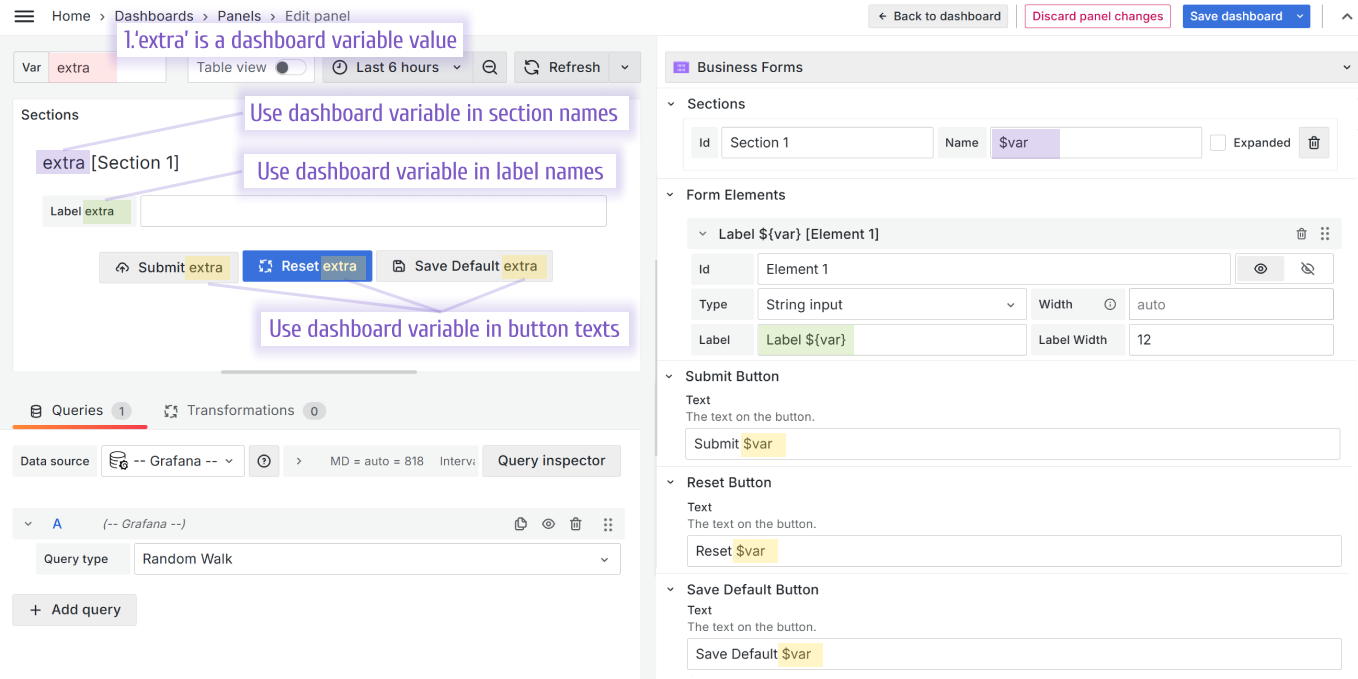 Home › Dashboards › Panels › Edit panel
Back to dashboard
Discard panel changes
Save dashboard
1.‘extra’ is a dashboard variable value
Var extra
Table view
Last 6 hours
Refresh
Sections
Use dashboard variable in section names
extra [Section 1]
Use dashboard variable in label names
Label extra
Submit extra
Reset extra
Save Default extra
Use dashboard variable in button texts
Queries 1
Transformations 0
Data source
-- Grafana --
MD = auto = 818
Interva
Query inspector
A
(-- Grafana --)
Query type
Random Walk
+ Add query
Business Forms
Sections
Id
Section 1
Name
$var
Expanded
Form Elements
Label ${var} [Element 1]
Id
Element 1
Type
String input
Width
auto
Label
Label ${var}
Label Width
12
Submit Button
Text
The text on the button.
Submit $var
Reset Button
Text
The text on the button.
Reset $var
Save Default Button
Text
The text on the button.
Save Default $var